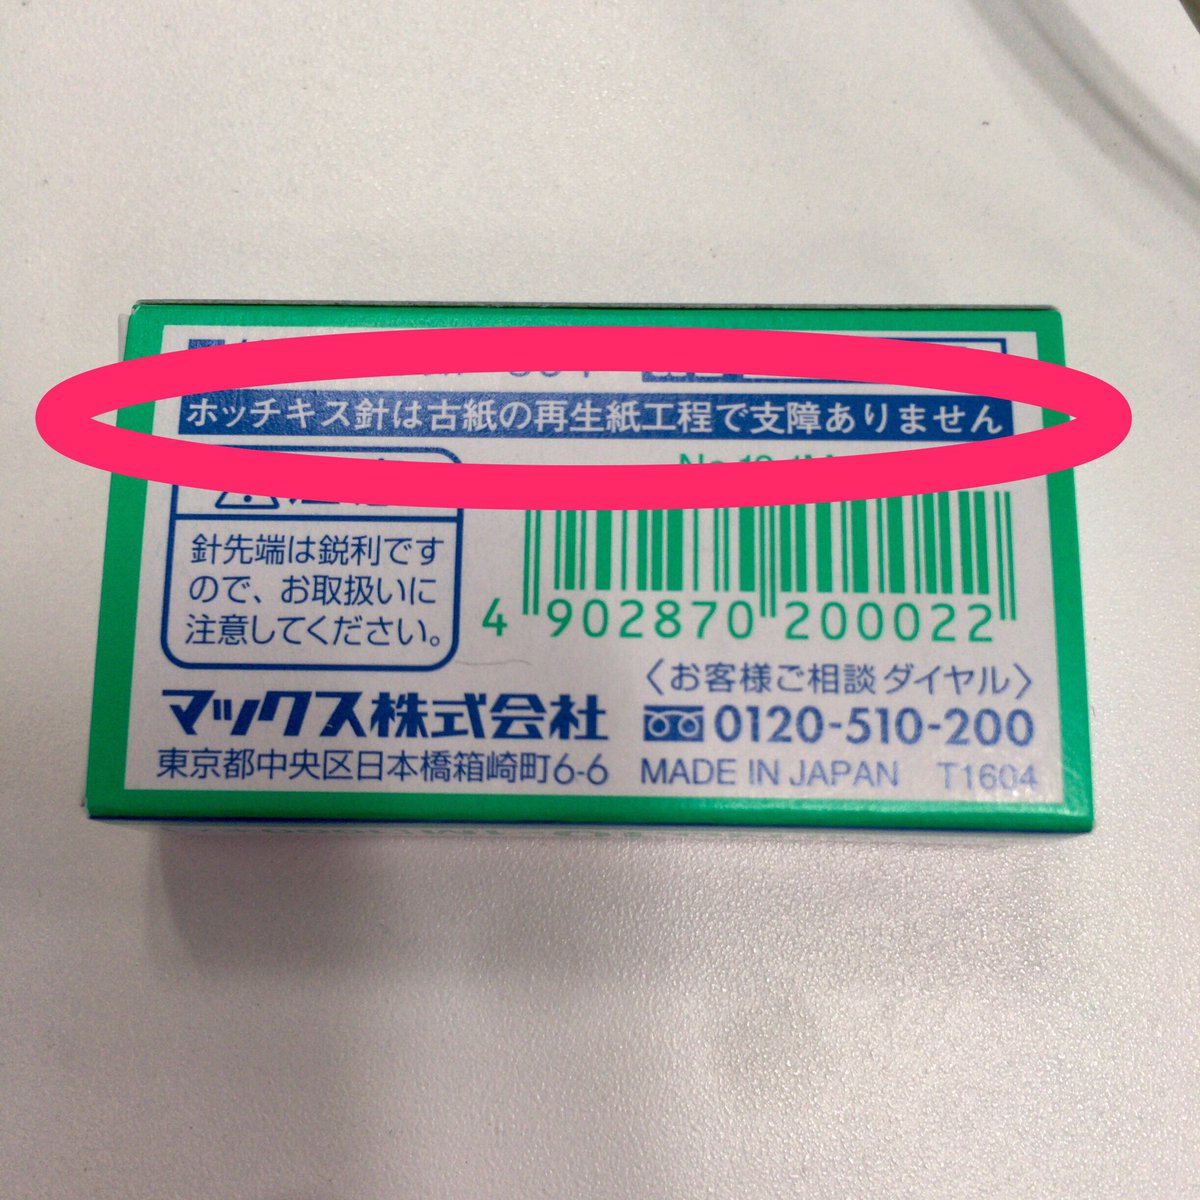 ホッチキス針は古紙の再生紙工程で支障ありません
針先端は鋭利です
ので、お取扱いに
注意してください。
4 902870 200022
〈お客様ご相談ダイヤル〉
0120-510-200
マックス株式会社
東京都中央区日本橋箱崎町6-6
MADE IN JAPAN T1604